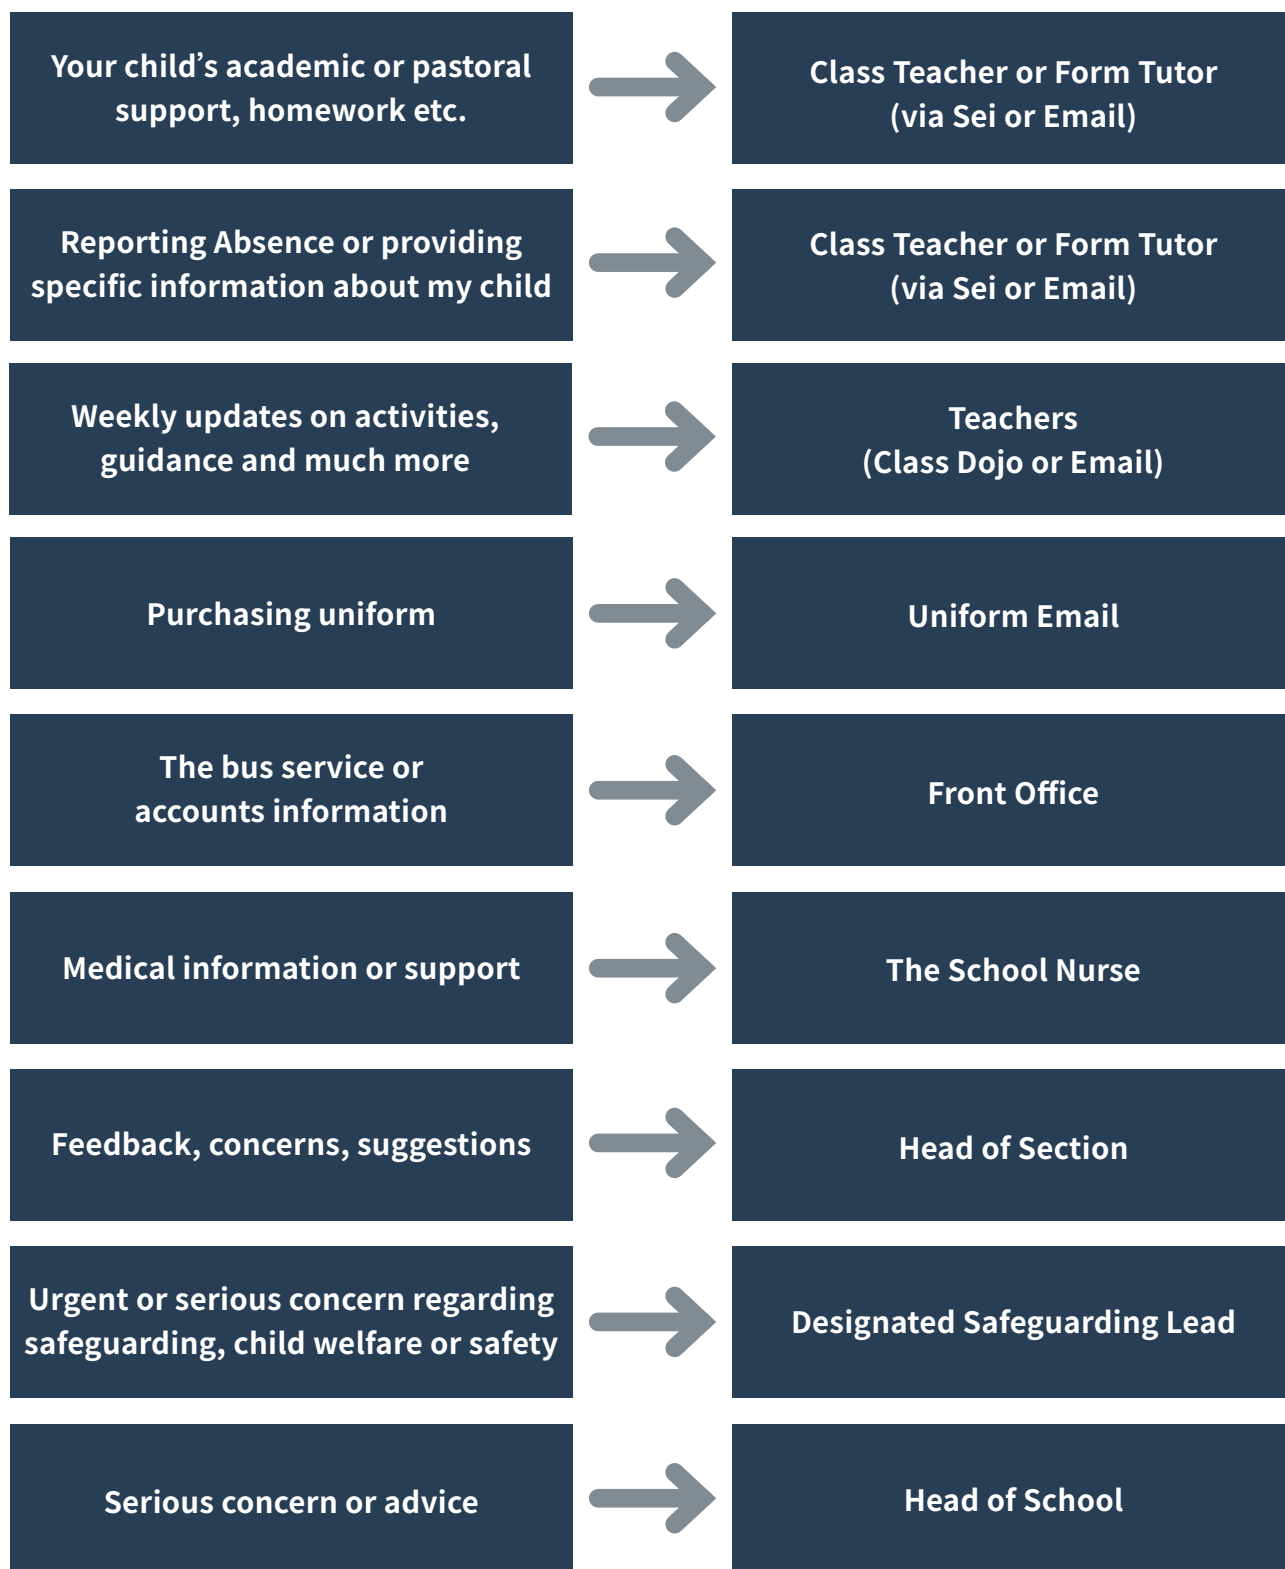 Your child’s academic or pastoral
support, homework etc.
Class Teacher or Form Tutor
(via Sei or Email)
Reporting Absence or providing
specific information about my child
Class Teacher or Form Tutor
(via Sei or Email)
Weekly updates on activities,
guidance and much more
Teachers
(Class Dojo or Email)
Purchasing uniform
Uniform Email
The bus service or
accounts information
Front Office
Medical information or support
The School Nurse
Feedback, concerns, suggestions
Head of Section
Urgent or serious concern regarding
safeguarding, child welfare or safety
Designated Safeguarding Lead
Serious concern or advice
Head of School